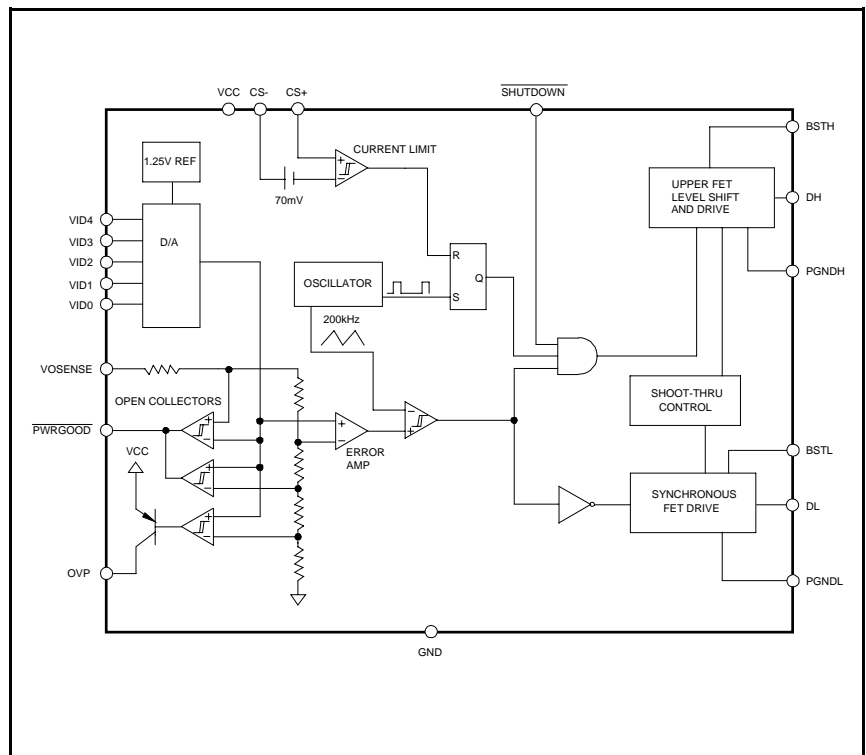 VCC CS- CS+ SHUTDOWN
BSTH
CURRENT LIMIT
1.25V REF
70mV
UPPER FET
LEVEL SHIFT
AND DRIVE
DH
VID4
VID3
VID2
VID1
VID0
D/A
R
Q
S
OSCILLATOR
PGNDH
200kHz
VOSENSE
OPEN COLLECTORS
PWRGOOD
SHOOT-THRU
CONTROL
+
-
+
-
+
-
+
-
ERROR
AMP
-
+
+
-
VCC
BSTL
SYNCHRONOUS
FET DRIVE
DL
+
-
OVP
PGNDL
GND